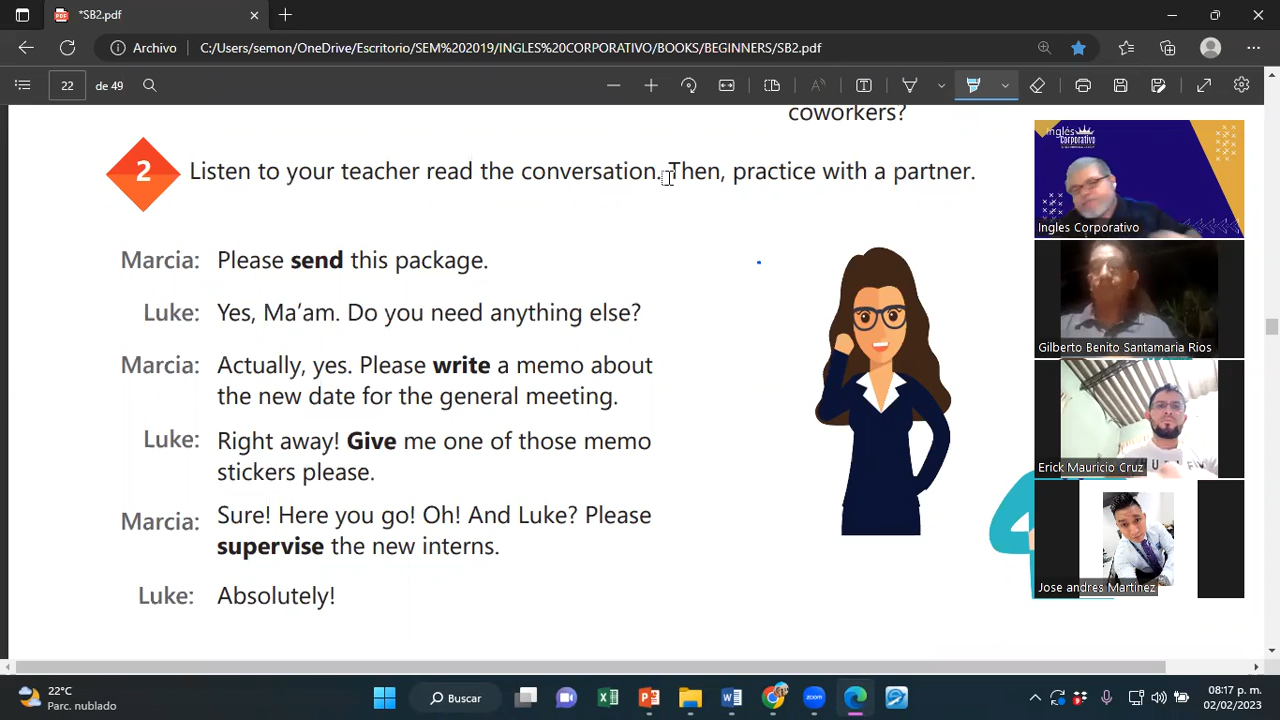 *SB2.pdf
Archivo
C:/Users/semon/OneDrive/Escritorio/SEM%202019/INGLES%20CORPORATIVO/BOOKS/BEGINNERS/SB2.pdf
22 de 49
coworkers?
2 Listen to your teacher read the conversation. Then, practice with a partner.
Marcia: Please send this package.
Luke: Yes, Ma'am. Do you need anything else?
Marcia: Actually, yes. Please write a memo about
the new date for the general meeting.
Luke: Right away! Give me one of those memo
stickers please.
Marcia: Sure! Here you go! Oh! And Luke? Please
supervise the new interns.
Luke: Absolutely!
Inglés
Corporativo
Ingles Corporativo
Gilberto Benito Santamaria Rios
Erick Mauricio Cruz
Jose andres Martinez
22°C
Parc. nublado
Buscar
zoom
08:17 p. m.
02/02/2023